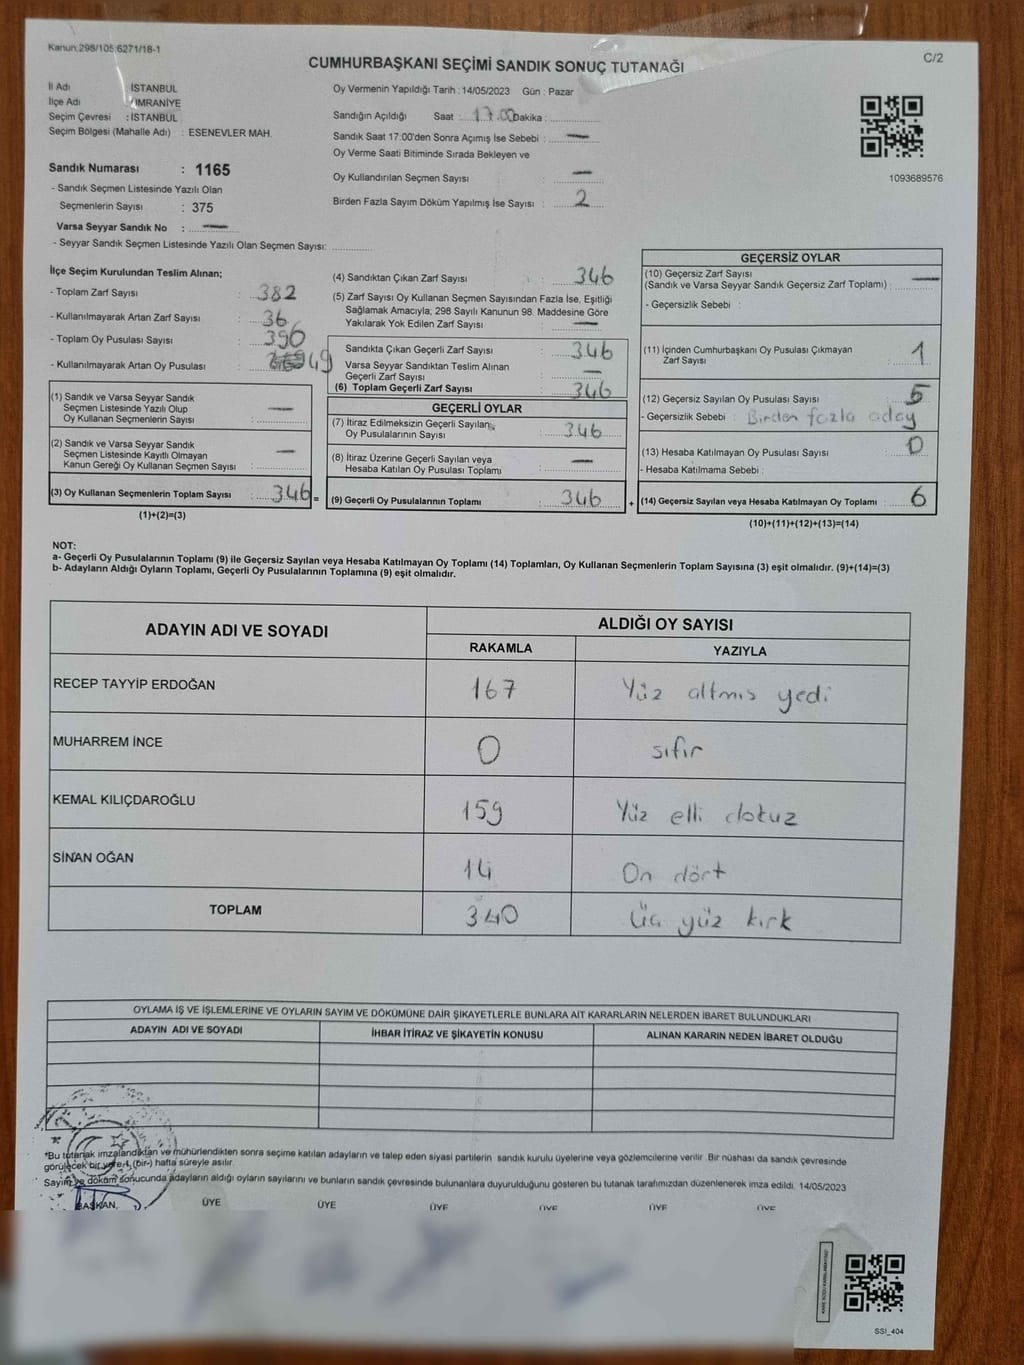 Kanun:298/105;6271/18-1
C/2
CUMHURBAŞKANI SEÇİMİ SANDIK SONUÇ TUTANAĞI
İl Adı : İSTANBUL
İlçe Adı ÜMRANİYE
Seçim Çevresi : İSTANBUL
Seçim Bölgesi (Mahalle Adı) : ESENEVLER MAH.
Sandık Numarası : 1165
- Sandık Seçmen Listesinde Yazılı Olan
Seçmenlerin Sayısı : 375
Varsa Seyyar Sandık No : —
- Seyyar Sandık Seçmen Listesinde Yazılı Olan Seçmen Sayısı:
Oy Vermenin Yapıldığı Tarih : 14/05/2023 Gün : Pazar
Sandığın Açıldığı Saat : 17.00 Dakika :
Sandık Saat 17:00'den Sonra Açımış İse Sebebi : —
Oy Verme Saati Bitiminde Sırada Bekleyen ve
Oy Kullandırılan Seçmen Sayısı —
Birden Fazla Sayım Döküm Yapılmış İse Sayısı : 2
1093689576
İlçe Seçim Kurulundan Teslim Alınan;
- Toplam Zarf Sayısı : 382
- Kullanılmayarak Artan Zarf Sayısı : 36
- Toplam Oy Pusulası Sayısı : 390
- Kullanılmayarak Artan Oy Pusulası : 49
(1) Sandık ve Varsa Seyyar Sandık
Seçmen Listesinde Yazılı Olup
Oy Kullanan Seçmenlerin Sayısı —
(2) Sandık ve Varsa Seyyar Sandık
Seçmen Listesinde Kayıtlı Olmayan
Kanun Gereği Oy Kullanan Seçmen Sayısı —
(3) Oy Kullanan Seçmenlerin Toplam Sayısı : 346 =
(1)+(2)=(3)
(4) Sandıktan Çıkan Zarf Sayısı : 346
(5) Zarf Sayısı Oy Kullanan Seçmen Sayısından Fazla İse, Eşitliği
Sağlamak Amacıyla; 298 Sayılı Kanunun 98. Maddesine Göre
Yakılarak Yok Edilen Zarf Sayısı : —
Sandıkta Çıkan Geçerli Zarf Sayısı : 346
Varsa Seyyar Sandıktan Teslim Alınan
Geçerli Zarf Sayısı : —
(6) Toplam Geçerli Zarf Sayısı : 346
GEÇERLİ OYLAR
(7) İtiraz Edilmeksizin Geçerli Sayılan
Oy Pusulalarının Sayısı : 346
(8) İtiraz Üzerine Geçerli Sayılan veya
Hesaba Katılan Oy Pusulası Toplamı : —
(9) Geçerli Oy Pusulalarının Toplamı : 346 +
GEÇERSİZ OYLAR
(10) Geçersiz Zarf Sayısı
(Sandık ve Varsa Seyyar Sandık Geçersiz Zarf Toplamı) : —
- Geçersizlik Sebebi :
(11) İçinden Cumhurbaşkanı Oy Pusulası Çıkmayan
Zarf Sayısı : 1
(12) Geçersiz Sayılan Oy Pusulası Sayısı : 5
- Geçersizlik Sebebi : Birden fazla aday
(13) Hesaba Katılmayan Oy Pusulası Sayısı : 0
- Hesaba Katılmama Sebebi :
(14) Geçersiz Sayılan veya Hesaba Katılmayan Oy Toplamı : 6
(10)+(11)+(12)+(13)=(14)
NOT:
a- Geçerli Oy Pusulalarının Toplamı (9) ile Geçersiz Sayılan veya Hesaba Katılmayan Oy Toplamı (14) Toplamları, Oy Kullanan Seçmenlerin Toplam Sayısına (3) eşit olmalıdır. (9)+(14)=(3)
b- Adayların Aldığı Oyların Toplamı, Geçerli Oy Pusulalarının Toplamına (9) eşit olmalıdır.
ADAYIN ADI VE SOYADI ALDIĞI OY SAYISI
RAKAMLA YAZIYLA
RECEP TAYYİP ERDOĞAN 167 Yüz altmıs yedi
MUHARREM İNCE 0 sıfır
KEMAL KILIÇDAROĞLU 159 Yüz elli dokuz
SİNAN OĞAN 14 On dört
TOPLAM 340 Üç yüz kırk
OYLAMA İŞ VE İŞLEMLERİNE VE OYLARIN SAYIM VE DÖKÜMÜNE DAİR ŞİKAYETLERLE BUNLARA AİT KARARLARIN NELERDEN İBARET BULUNDUKLARI
ADAYIN ADI VE SOYADI İHBAR İTİRAZ VE ŞİKAYETİN KONUSU ALINAN KARARIN NEDEN İBARET OLDUĞU
*Bu tutanak imzalandıktan ve mühürlendikten sonra seçime katılan adayların ve talep eden siyasi partilerin sandık kurulu üyelerine veya gözlemcilerine verilir. Bir nüshası da sandık çevresinde
görülecek bir yere 1 (bir-) hafta süreyle asılır.
Sayım ve döküm sonucunda adayların aldığı oyların sayılarını ve bunların sandık çevresinde bulunanlara duyurulduğunu gösteren bu tutanak tarafımızdan düzenlenerek imza edildi. 14/05/2023
BAŞKAN, ÜYE ÜYE ÜYE ÜYE ÜYE ÜYE
SSI_404